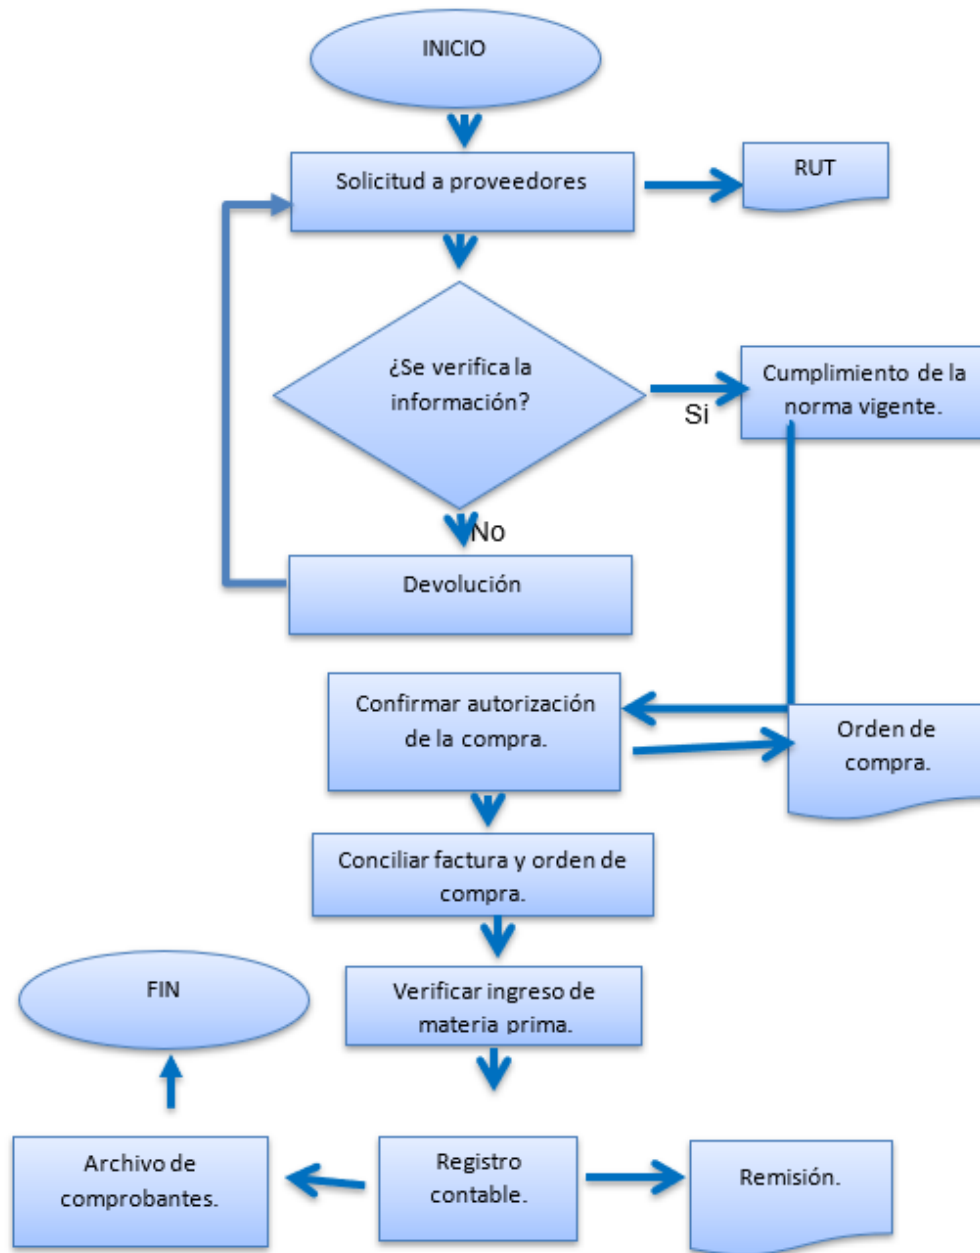 INICIO
Solicitud a proveedores
RUT
¿Se verifica la
información?
Si
Cumplimiento de la
norma vigente.
No
Devolución
Confirmar autorización
de la compra.
Orden de
compra.
Conciliar factura y orden de
compra.
Verificar ingreso de
materia prima.
FIN
Archivo de
comprobantes.
Registro
contable.
Remisión.